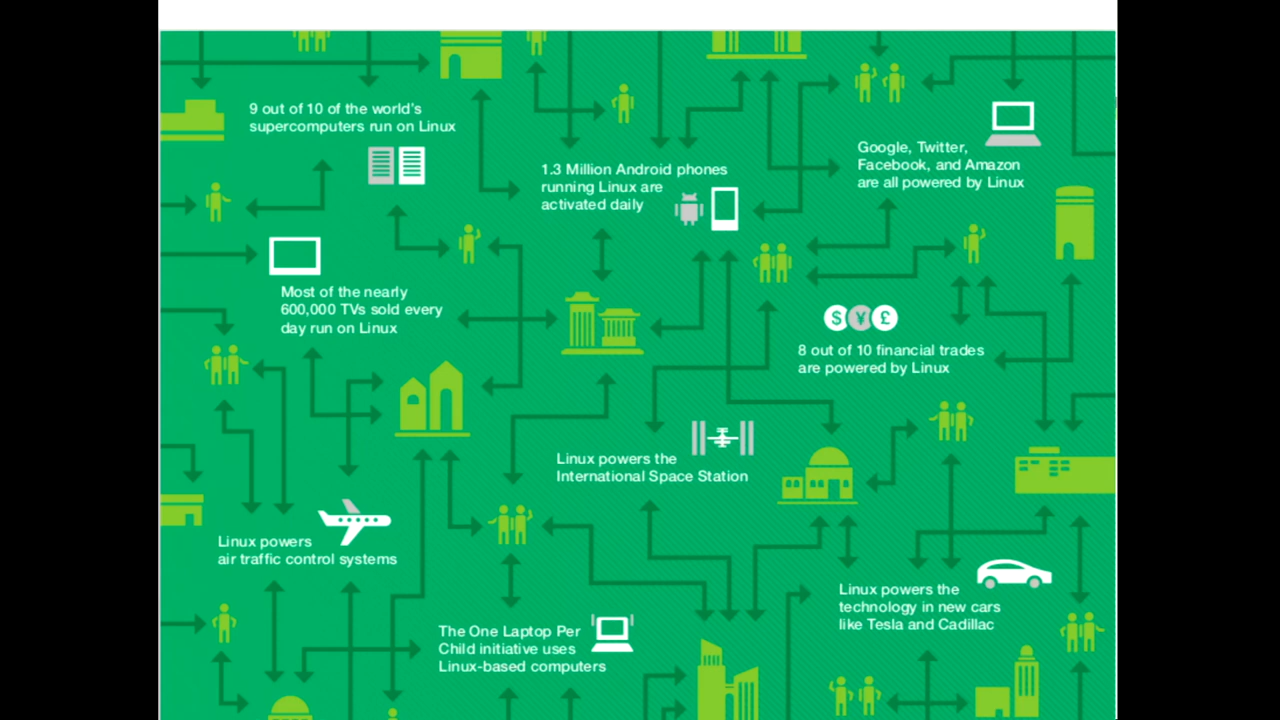 9 out of 10 of the world's
supercomputers run on Linux
1.3 Million Android phones
running Linux are
activated daily
Google, Twitter,
Facebook, and Amazon
are all powered by Linux
Most of the nearly
600,000 TVs sold every
day run on Linux
$ ¥ £
8 out of 10 financial trades
are powered by Linux
Linux powers the
International Space Station
Linux powers
air traffic control systems
Linux powers the
technology in new cars
like Tesla and Cadillac
The One Laptop Per
Child initiative uses
Linux-based computers